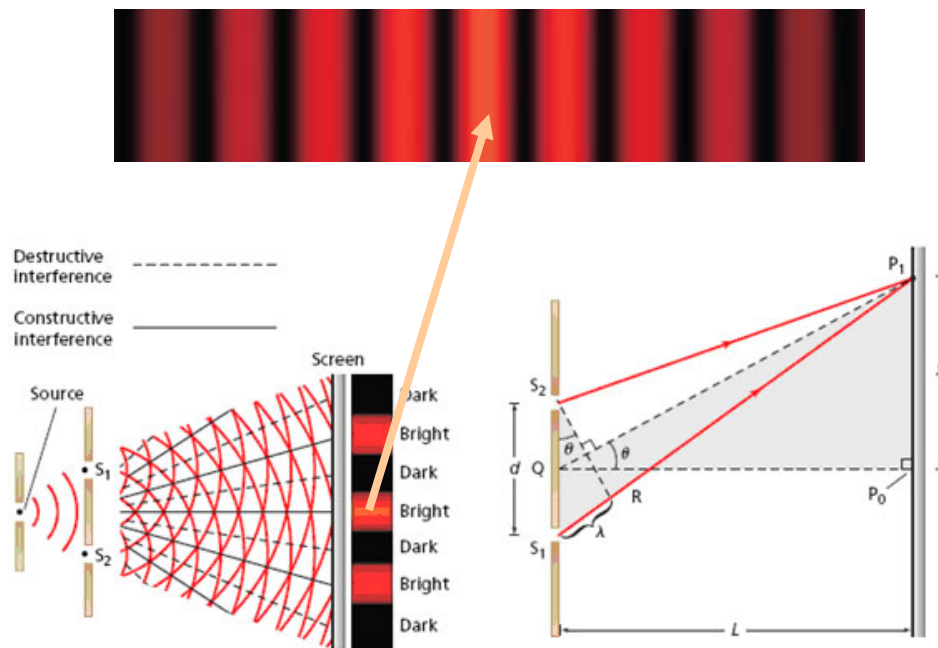 Destructive
interference
Constructive
interference
Source
S1
S2
Screen
Dark
Bright
Dark
Bright
Dark
Bright
Dark
P1
S2
θ
θ
d
Q
R
P0
λ
S1
L